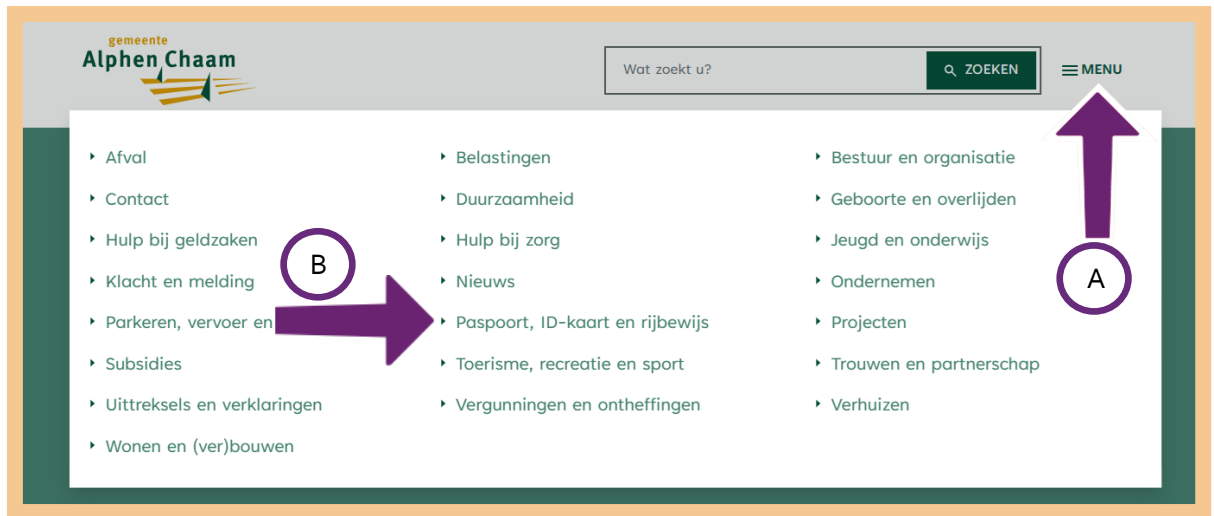 gemeente
Alphen Chaam
Wat zoekt u?
ZOEKEN
MENU
Afval
Belastingen
Bestuur en organisatie
Contact
Duurzaamheid
Geboorte en overlijden
Hulp bij geldzaken
Hulp bij zorg
Jeugd en onderwijs
B
A
Klacht en melding
Nieuws
Ondernemen
Parkeren, vervoer en
Paspoort, ID-kaart en rijbewijs
Projecten
Subsidies
Toerisme, recreatie en sport
Trouwen en partnerschap
Uittreksels en verklaringen
Vergunningen en ontheffingen
Verhuizen
Wonen en (ver)bouwen